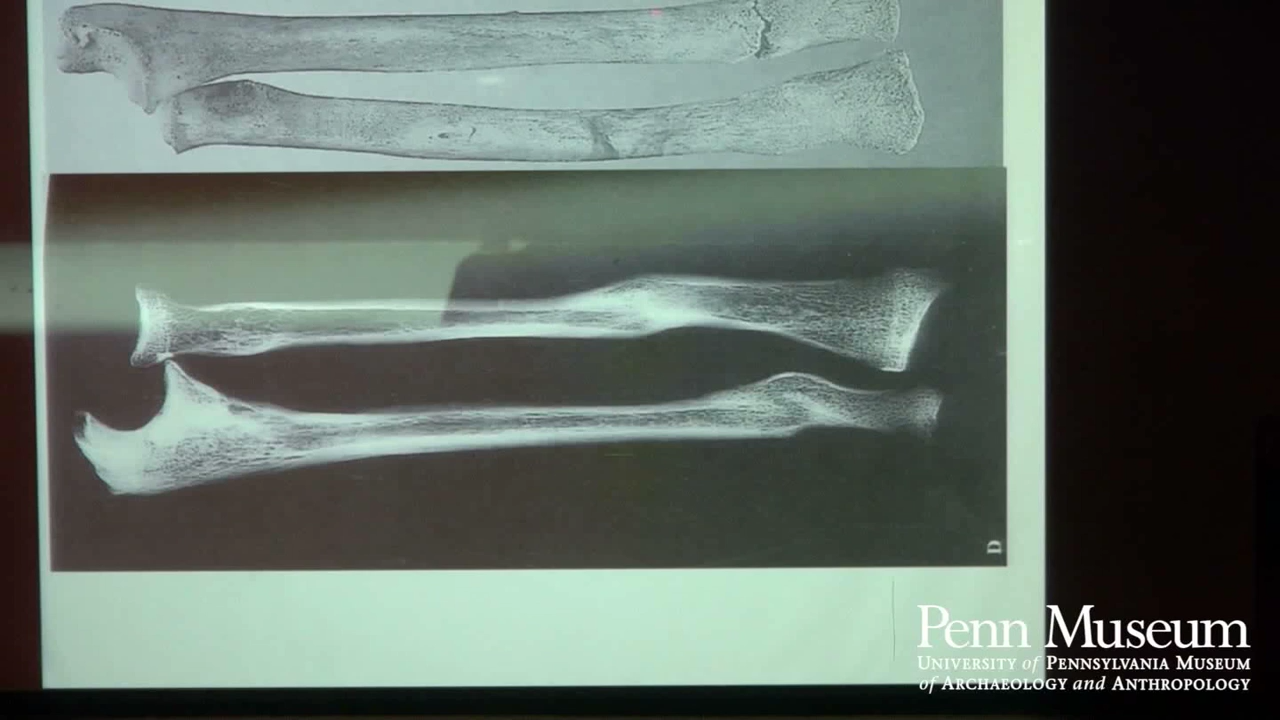 D
Penn Museum
UNIVERSITY of PENNSYLVANIA MUSEUM
of ARCHAEOLOGY and ANTHROPOLOGY